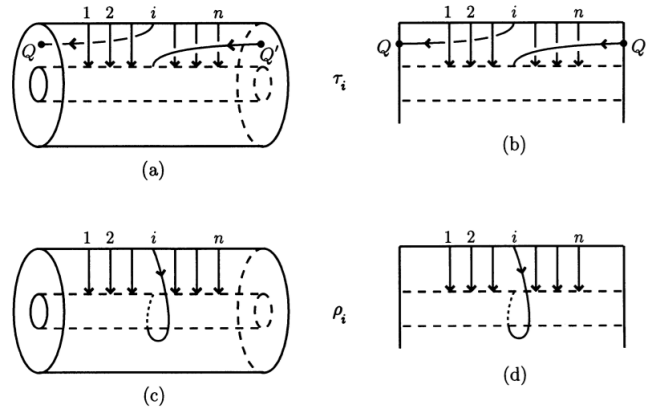 1 2 i n
Q Q′
(a)
τᵢ
1 2 i n
Q Q
(b)
1 2 i n
(c)
ρᵢ
1 2 i n
(d)